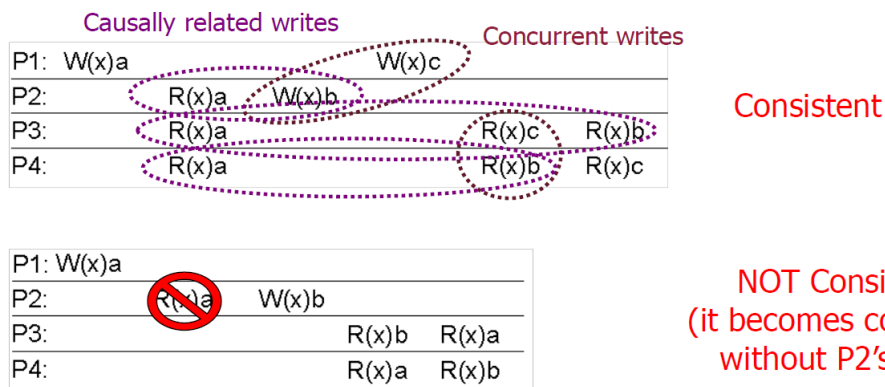 Causally related writes
Concurrent writes
P1: W(x)a W(x)c
P2: R(x)a W(x)b
P3: R(x)a R(x)c R(x)b
P4: R(x)a R(x)b R(x)c
Consistent
P1: W(x)a
P2: R(x)a W(x)b
P3: R(x)b R(x)a
P4: R(x)a R(x)b
NOT Consi
(it becomes co
without P2's